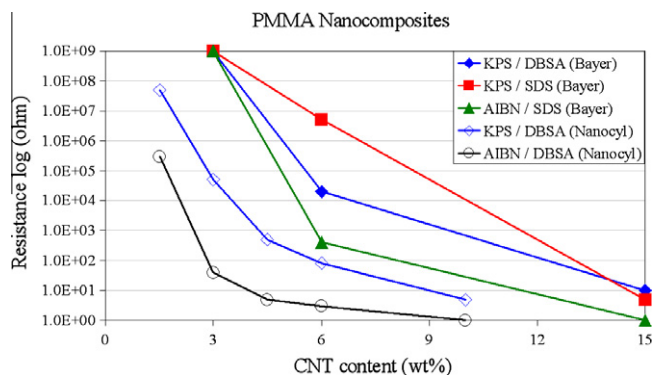 PMMA Nanocomposites
Resistance log (ohm)
1.0E+09
1.0E+08
1.0E+07
1.0E+06
1.0E+05
1.0E+04
1.0E+03
1.0E+02
1.0E+01
1.0E+00
KPS / DBSA (Bayer)
KPS / SDS (Bayer)
AIBN / SDS (Bayer)
KPS / DBSA (Nanocyl)
AIBN / DBSA (Nanocyl)
0 3 6 9 12 15
CNT content (wt%)